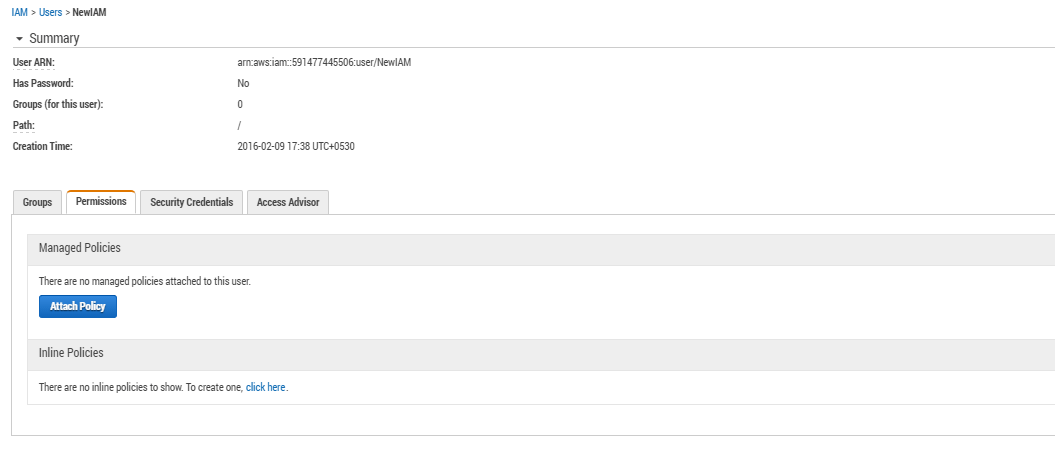 IAM > Users > NewIAM
Summary
User ARN: arn:aws:iam::591477445506:user/NewIAM
Has Password: No
Groups (for this user): 0
Path: /
Creation Time: 2016-02-09 17:38 UTC+0530
Groups Permissions Security Credentials Access Advisor
Managed Policies
There are no managed policies attached to this user.
Attach Policy
Inline Policies
There are no inline policies to show. To create one, click here.